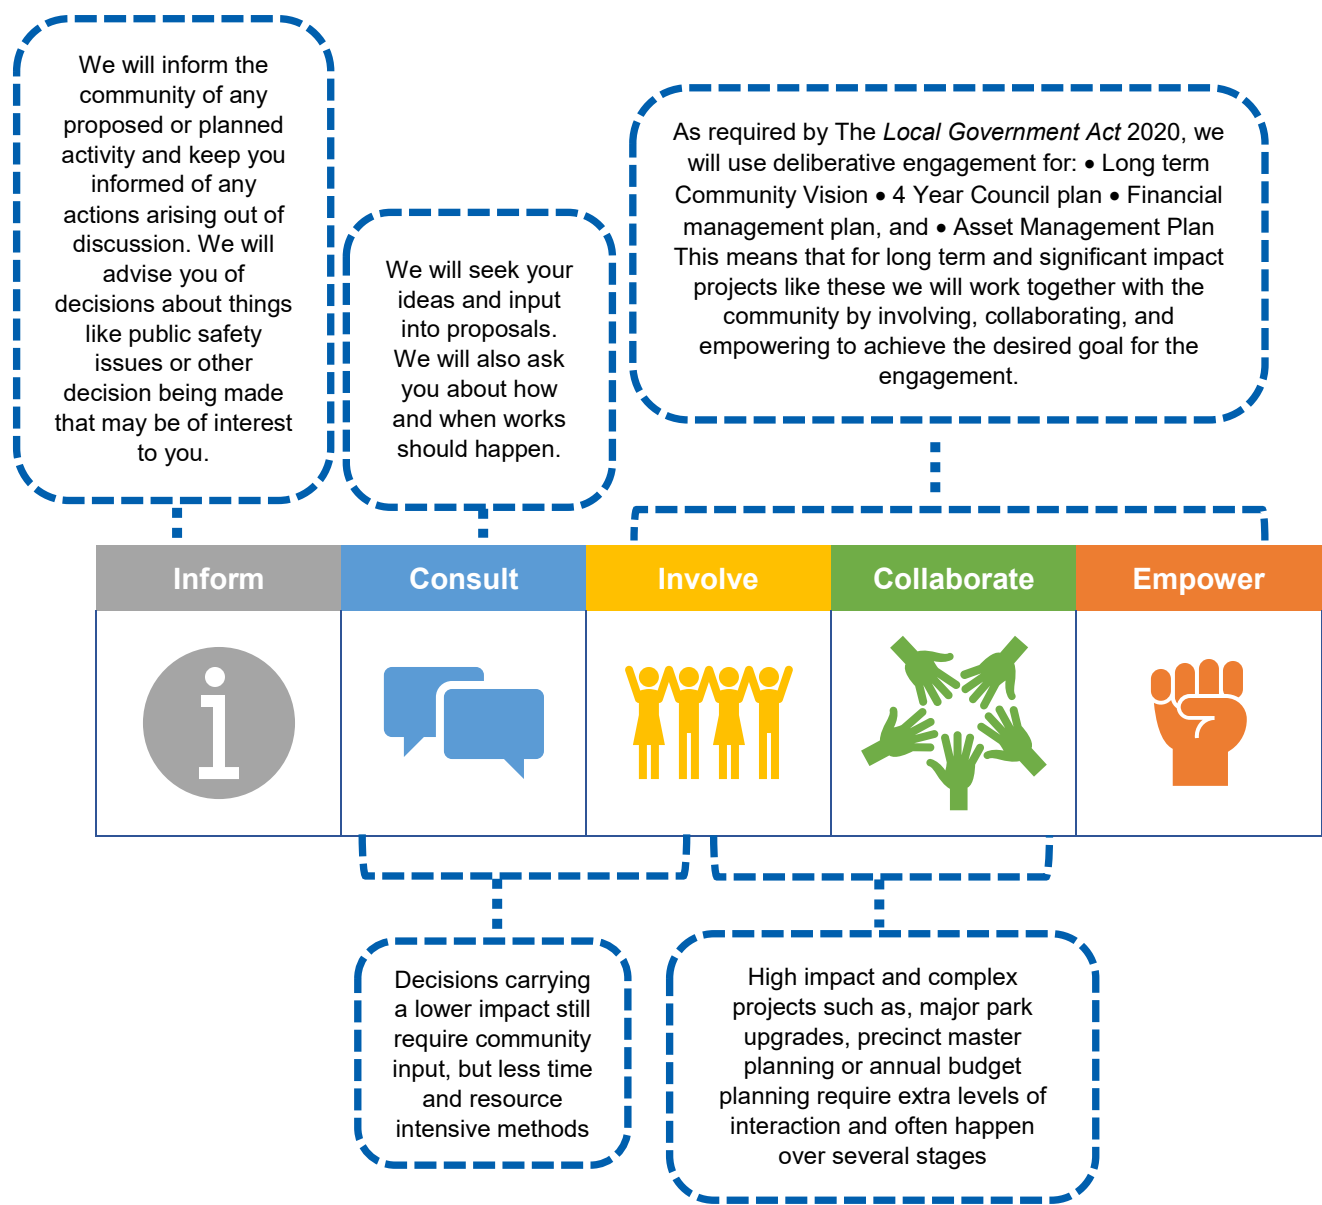 We will inform the
community of any
proposed or planned
activity and keep you
informed of any
actions arising out of
discussion. We will
advise you of
decisions about things
like public safety
issues or other
decision being made
that may be of interest
to you.
We will seek your
ideas and input
into proposals.
We will also ask
you about how
and when works
should happen.
As required by The Local Government Act 2020, we
will use deliberative engagement for: • Long term
Community Vision • 4 Year Council plan • Financial
management plan, and • Asset Management Plan
This means that for long term and significant impact
projects like these we will work together with the
community by involving, collaborating, and
empowering to achieve the desired goal for the
engagement.
Inform
Consult
Involve
Collaborate
Empower
Decisions carrying
a lower impact still
require community
input, but less time
and resource
intensive methods
High impact and complex
projects such as, major park
upgrades, precinct master
planning or annual budget
planning require extra levels of
interaction and often happen
over several stages